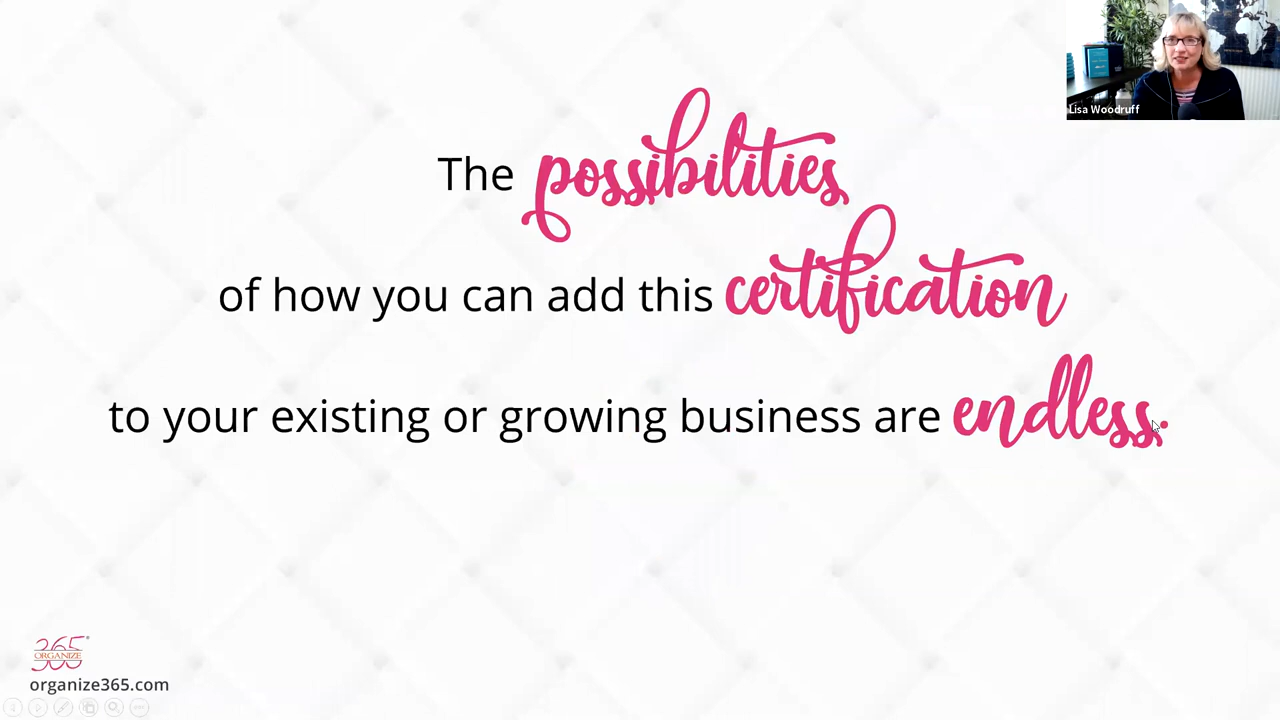 Lisa Woodruff
The possibilities
of how you can add this certification
to your existing or growing business are endless.
365®
ORGANIZE
organize365.com